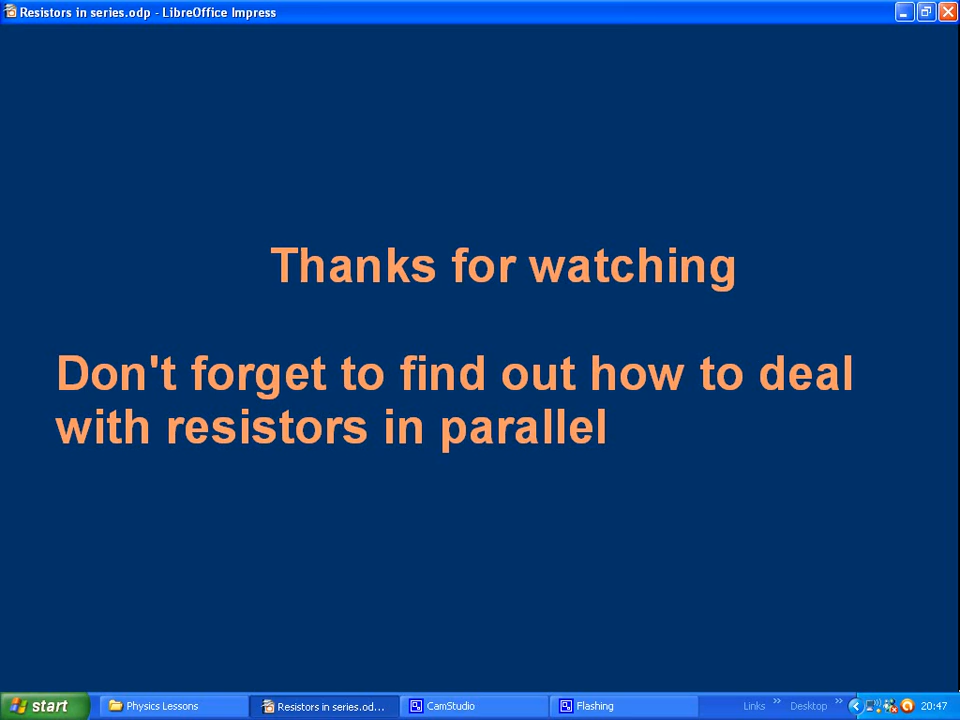 Resistors in series.odp - LibreOffice Impress
Thanks for watching
Don't forget to find out how to deal
with resistors in parallel
start
Physics Lessons
Resistors in series.od...
CamStudio
Flashing
Links »
Desktop »
20:47